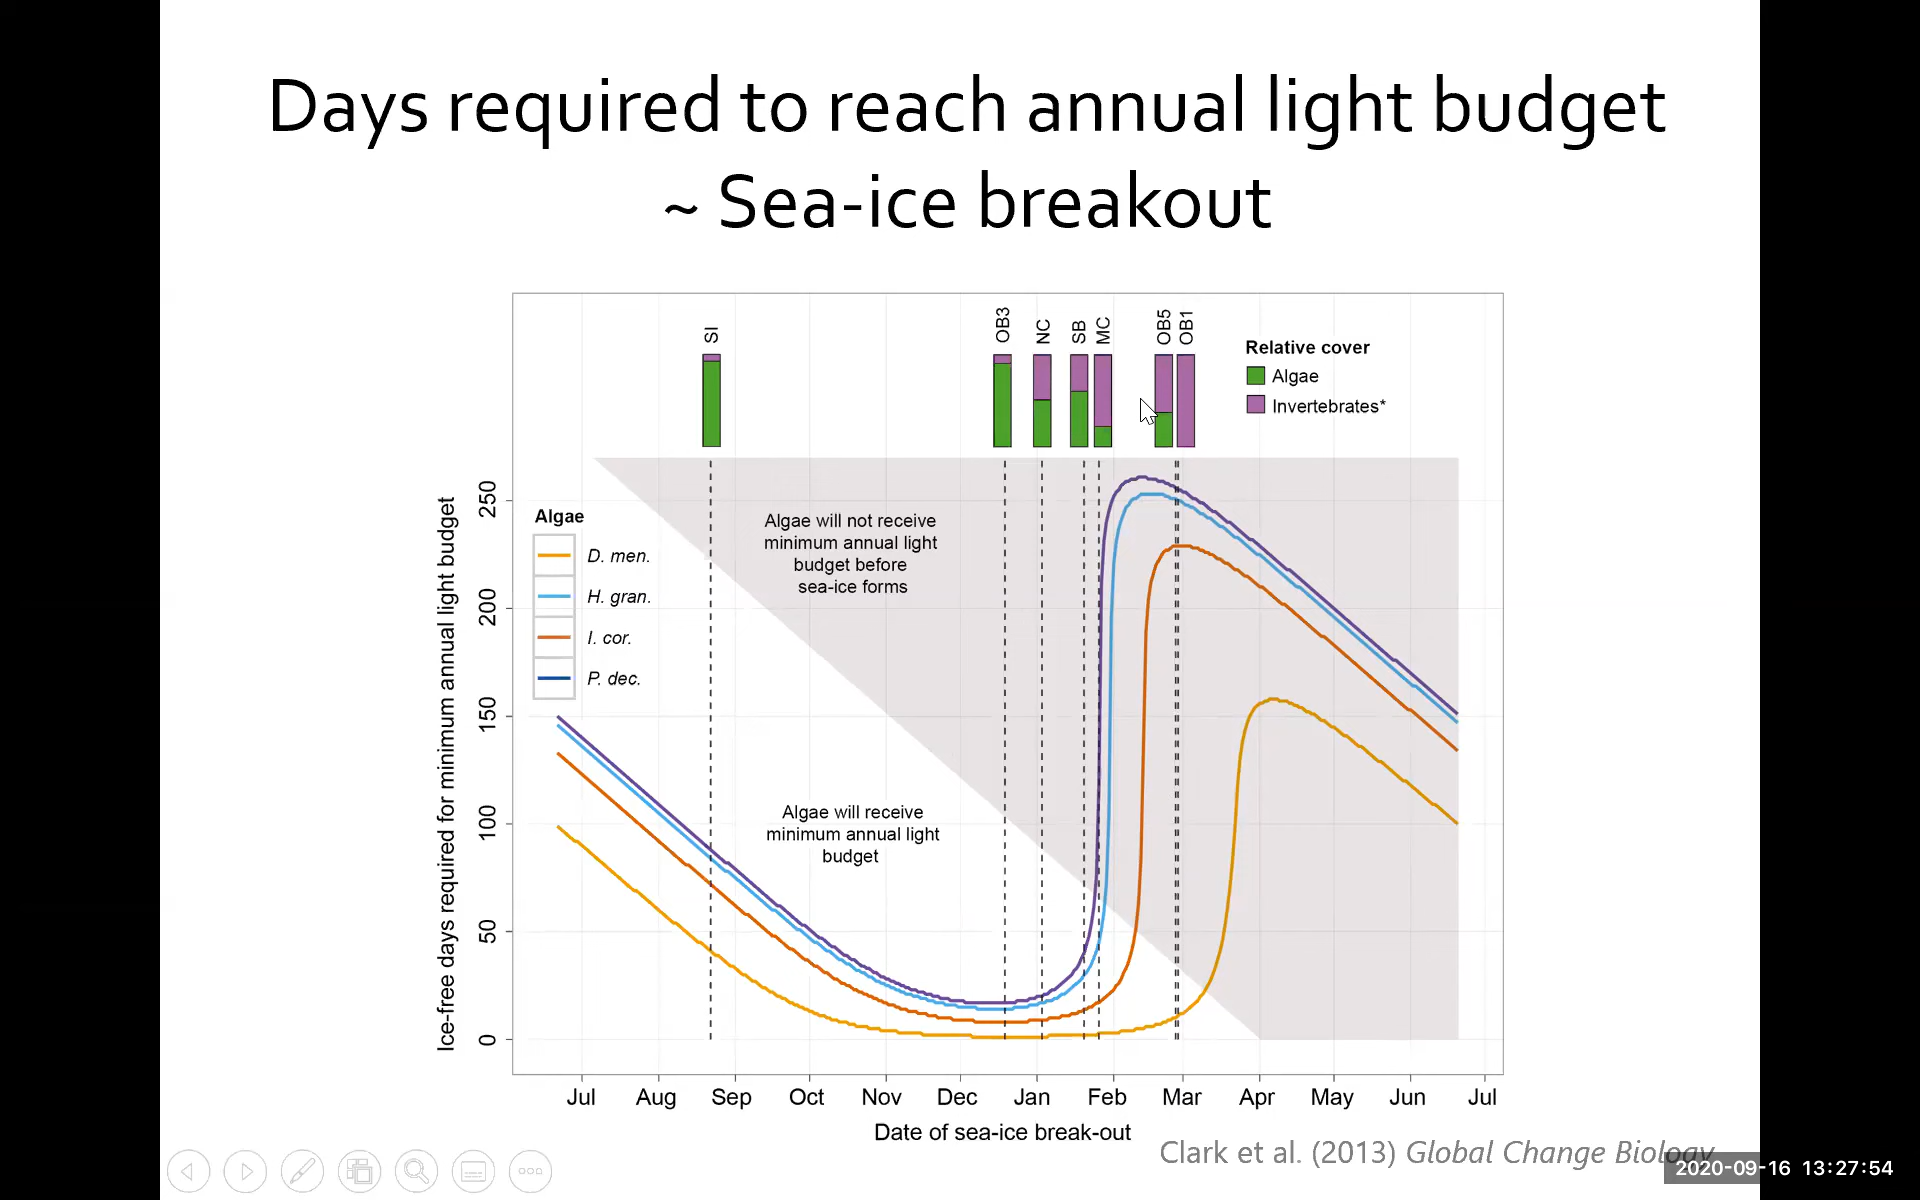 Days required to reach annual light budget
~ Sea-ice breakout
SI
OB3
NC
SB
MC
OB5
OB1
Relative cover
Algae
Invertebrates*
Ice-free days required for minimum annual light budget
250
200
150
100
50
0
Algae
D. men.
H. gran.
I. cor.
P. dec.
Algae will not receive
minimum annual light
budget before
sea-ice forms
Algae will receive
minimum annual light
budget
Jul Aug Sep Oct Nov Dec Jan Feb Mar Apr May Jun Jul
Date of sea-ice break-out
Clark et al. (2013) Global Change Biology
2020-09-16 13:27:54